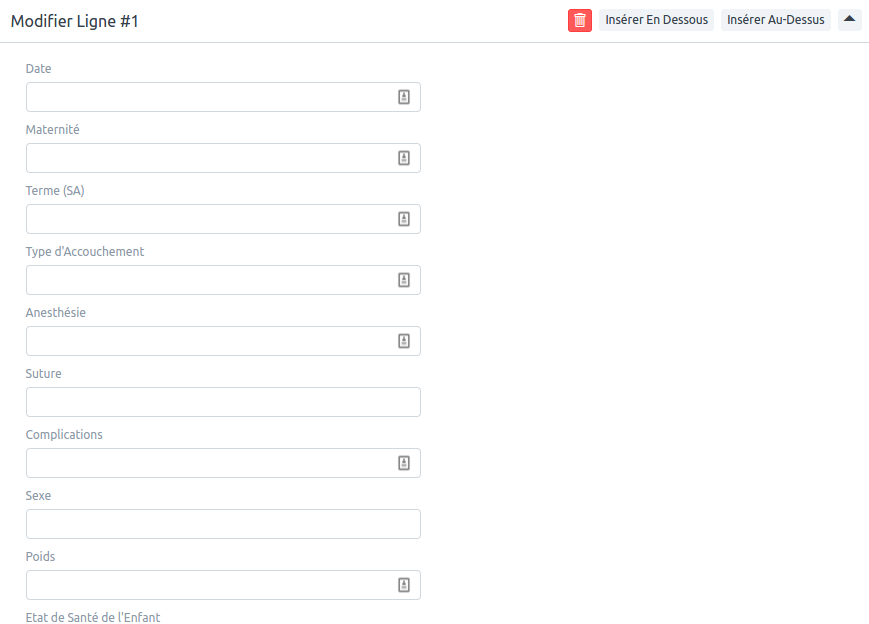 Modifier Ligne #1
Insérer En Dessous
Insérer Au-Dessus
Date
Maternité
Terme (SA)
Type d'Accouchement
Anesthésie
Suture
Complications
Sexe
Poids
Etat de Santé de l'Enfant